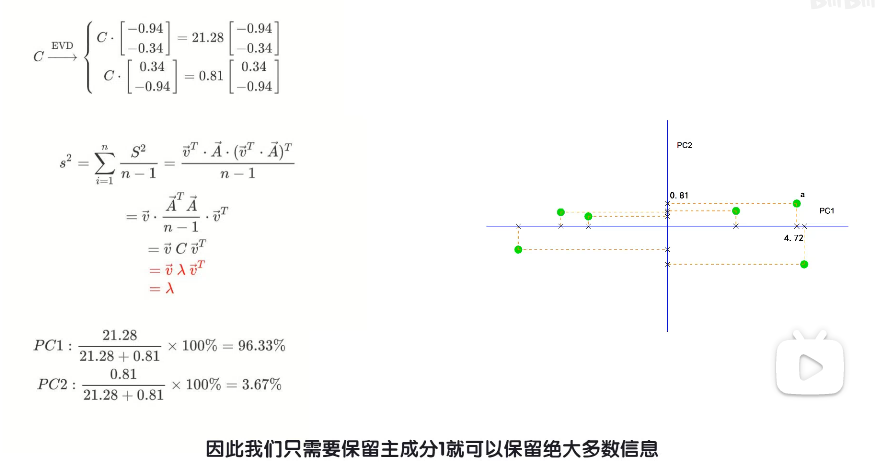 BiliBili
C \xrightarrow{EVD} \begin{cases} C \cdot \begin{bmatrix} -0.94 \\ -0.34 \end{bmatrix} = 21.28 \begin{bmatrix} -0.94 \\ -0.34 \end{bmatrix} \\ C \cdot \begin{bmatrix} 0.34 \\ -0.94 \end{bmatrix} = 0.81 \begin{bmatrix} 0.34 \\ -0.94 \end{bmatrix} \end{cases}
s^2 = \sum_{i=1}^{n} \frac{S^2}{n-1} = \frac{\vec{v}^T \cdot \vec{A} \cdot (\vec{v}^T \cdot \vec{A})^T}{n-1}
= \vec{v} \cdot \frac{\vec{A}^T \vec{A}}{n-1} \cdot \vec{v}^T
= \vec{v} \, C \, \vec{v}^T
= \vec{v} \, \lambda \, \vec{v}^T
= \lambda
PC1 : \frac{21.28}{21.28 + 0.81} × 100% = 96.33%
PC2 : \frac{0.81}{21.28 + 0.81} × 100% = 3.67%
PC2
0.81
a
PC1
4.72
因此我们只需要保留主成分1就可以保留绝大多数信息